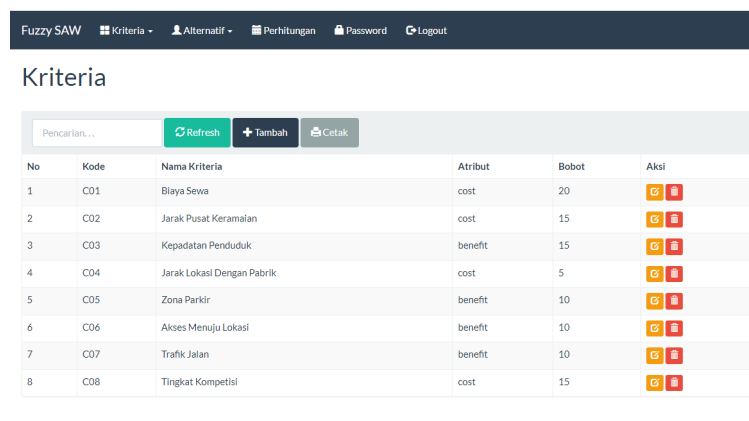 Fuzzy SAW Kriteria Alternatif Perhitungan Password Logout
Kriteria
Pencarian... Refresh Tambah Cetak
No Kode Nama Kriteria Atribut Bobot Aksi
1 C01 Biaya Sewa cost 20
2 C02 Jarak Pusat Keramaian cost 15
3 C03 Kepadatan Penduduk benefit 15
4 C04 Jarak Lokasi Dengan Pabrik cost 5
5 C05 Zona Parkir benefit 10
6 C06 Akses Menuju Lokasi benefit 10
7 C07 Trafik Jalan benefit 10
8 C08 Tingkat Kompetisi cost 15